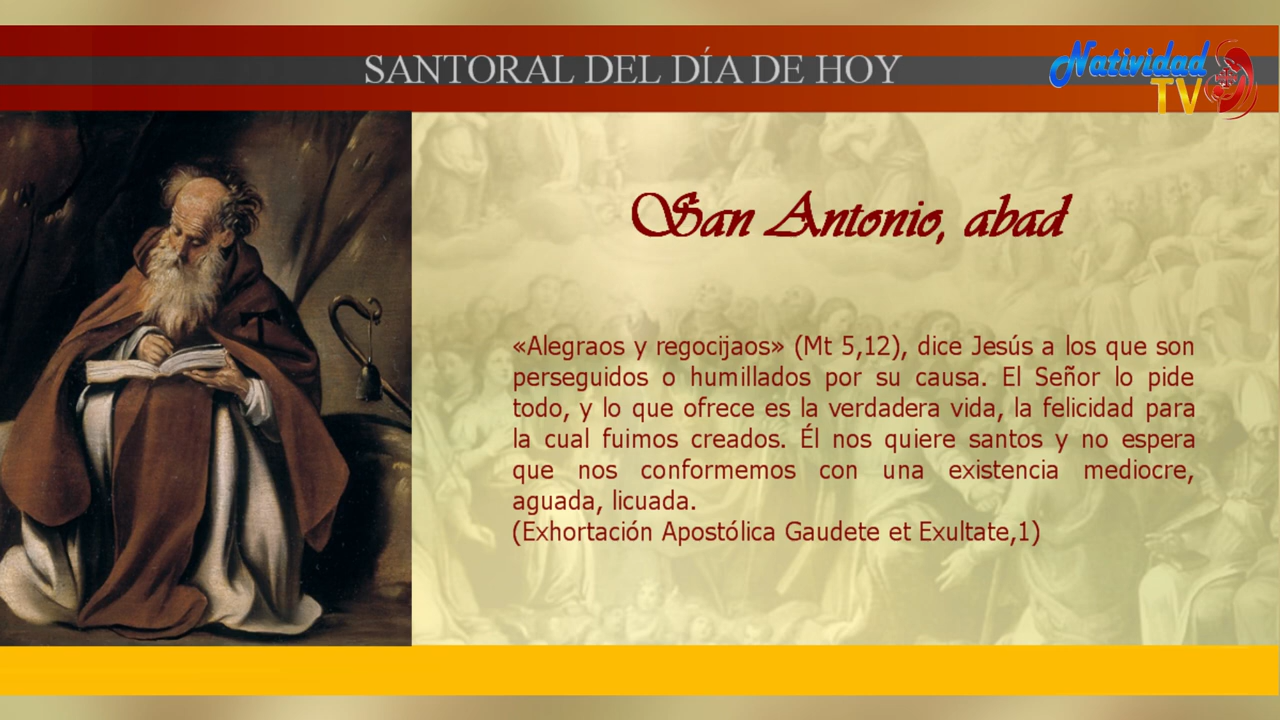 SANTORAL DEL DÍA DE HOY
Natividad
TV
San Antonio, abad
«Alegraos y regocijaos» (Mt 5,12), dice Jesús a los que son
perseguidos o humillados por su causa. El Señor lo pide
todo, y lo que ofrece es la verdadera vida, la felicidad para
la cual fuimos creados. Él nos quiere santos y no espera
que nos conformemos con una existencia mediocre,
aguada, licuada.
(Exhortación Apostólica Gaudete et Exultate,1)